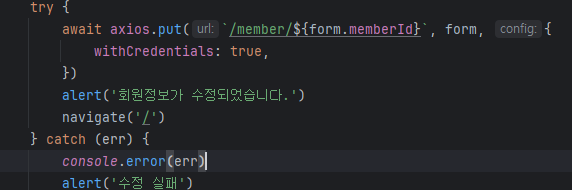 try {
await axios.put( url: `/member/${form.memberId}`, form, config: {
withCredentials: true,
})
alert('회원정보가 수정되었습니다.')
navigate('/')
} catch (err) {
console.error(err)
alert('수정 실패')